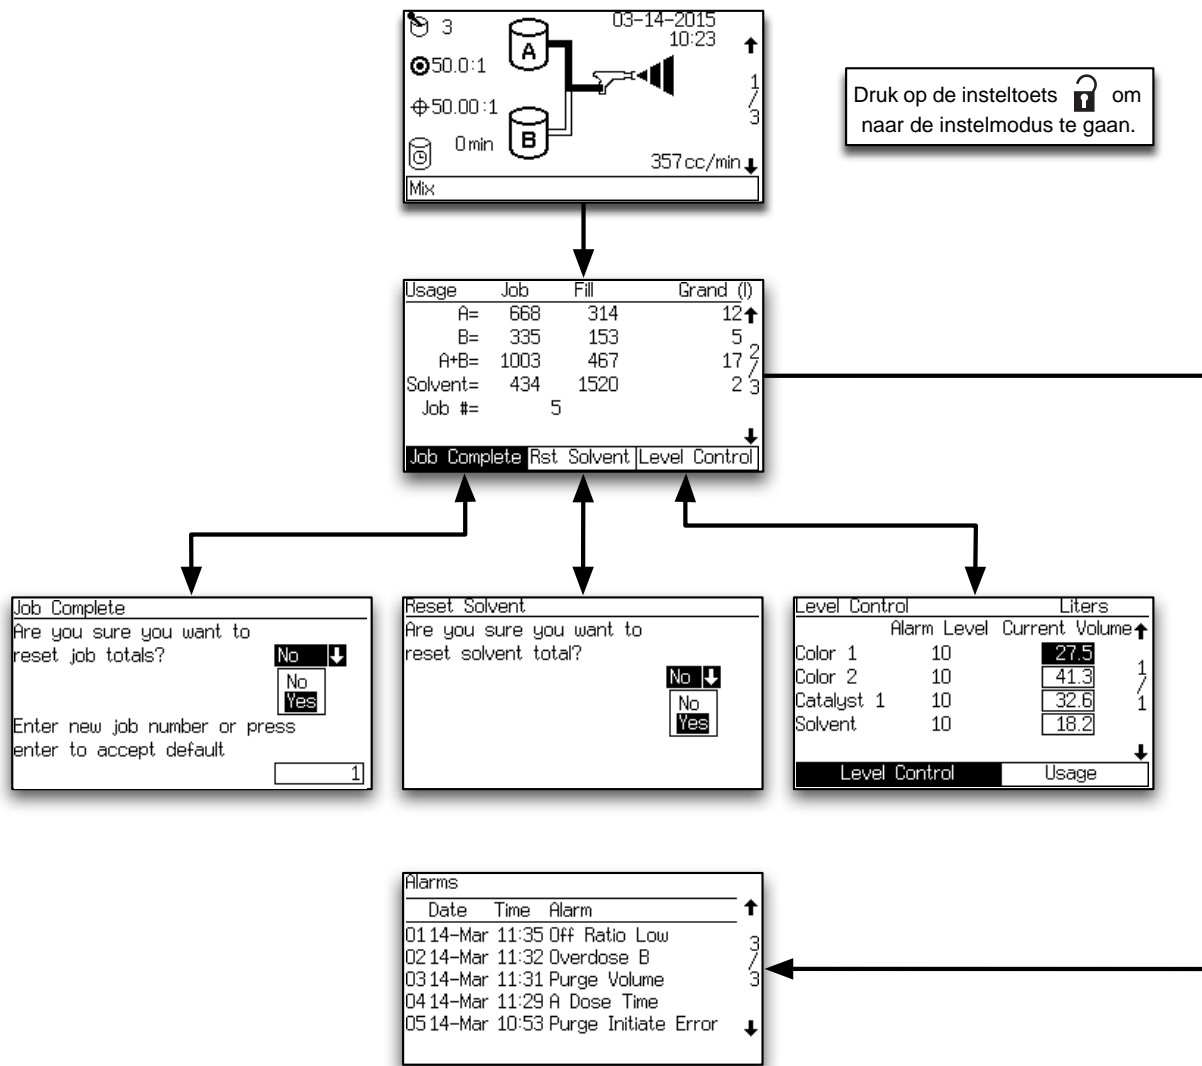 3
03-14-2015
10:23
A
50.0:1
1
/
3
50.00:1
0 min
B
357 cc/min
Mix
Druk op de insteltoets om
naar de instelmodus te gaan.
Usage Job Fill Grand (l)
A= 668 314 12
B= 335 153 5
A+B= 1003 467 17
Solvent= 434 1520 2
Job #= 5
2
/
3
Job Complete Rst Solvent Level Control
Job Complete
Are you sure you want to
reset job totals? No
No
Yes
Enter new job number or press
enter to accept default
1
Reset Solvent
Are you sure you want to
reset solvent total?
No
No
Yes
Level Control Liters
Alarm Level Current Volume
Color 1 10 27.5
Color 2 10 41.3
Catalyst 1 10 32.6
Solvent 10 18.2
1
/
1
Level Control Usage
Alarms
Date Time Alarm
01 14-Mar 11:35 Off Ratio Low
02 14-Mar 11:32 Overdose B
03 14-Mar 11:31 Purge Volume
04 14-Mar 11:29 A Dose Time
05 14-Mar 10:53 Purge Initiate Error
3
/
3